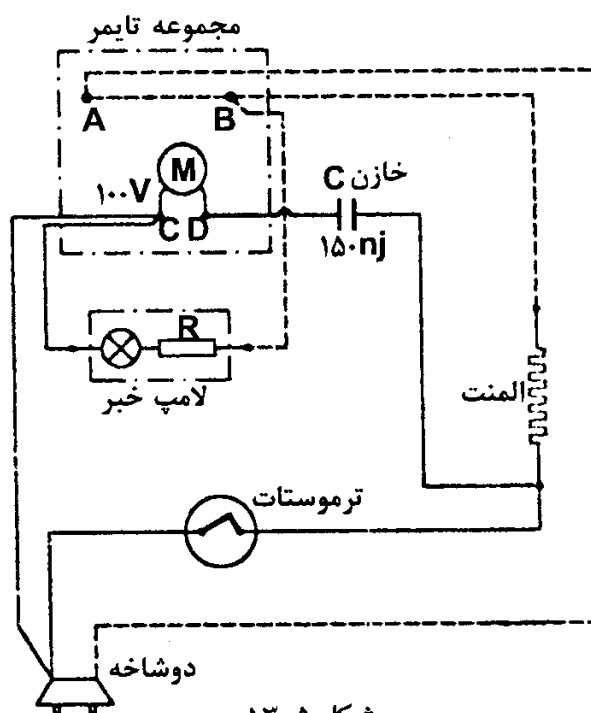 مجموعه تایمر
A
B
M
۱۰۰V
C D
خازن C
۱۵۰nj
R
لامپ خبر
المنت
ترموستات
دوشاخه